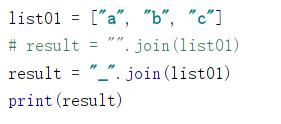 list01 = ["a", "b", "c"]
# result = "".join(list01)
result = "_".join(list01)
print(result)